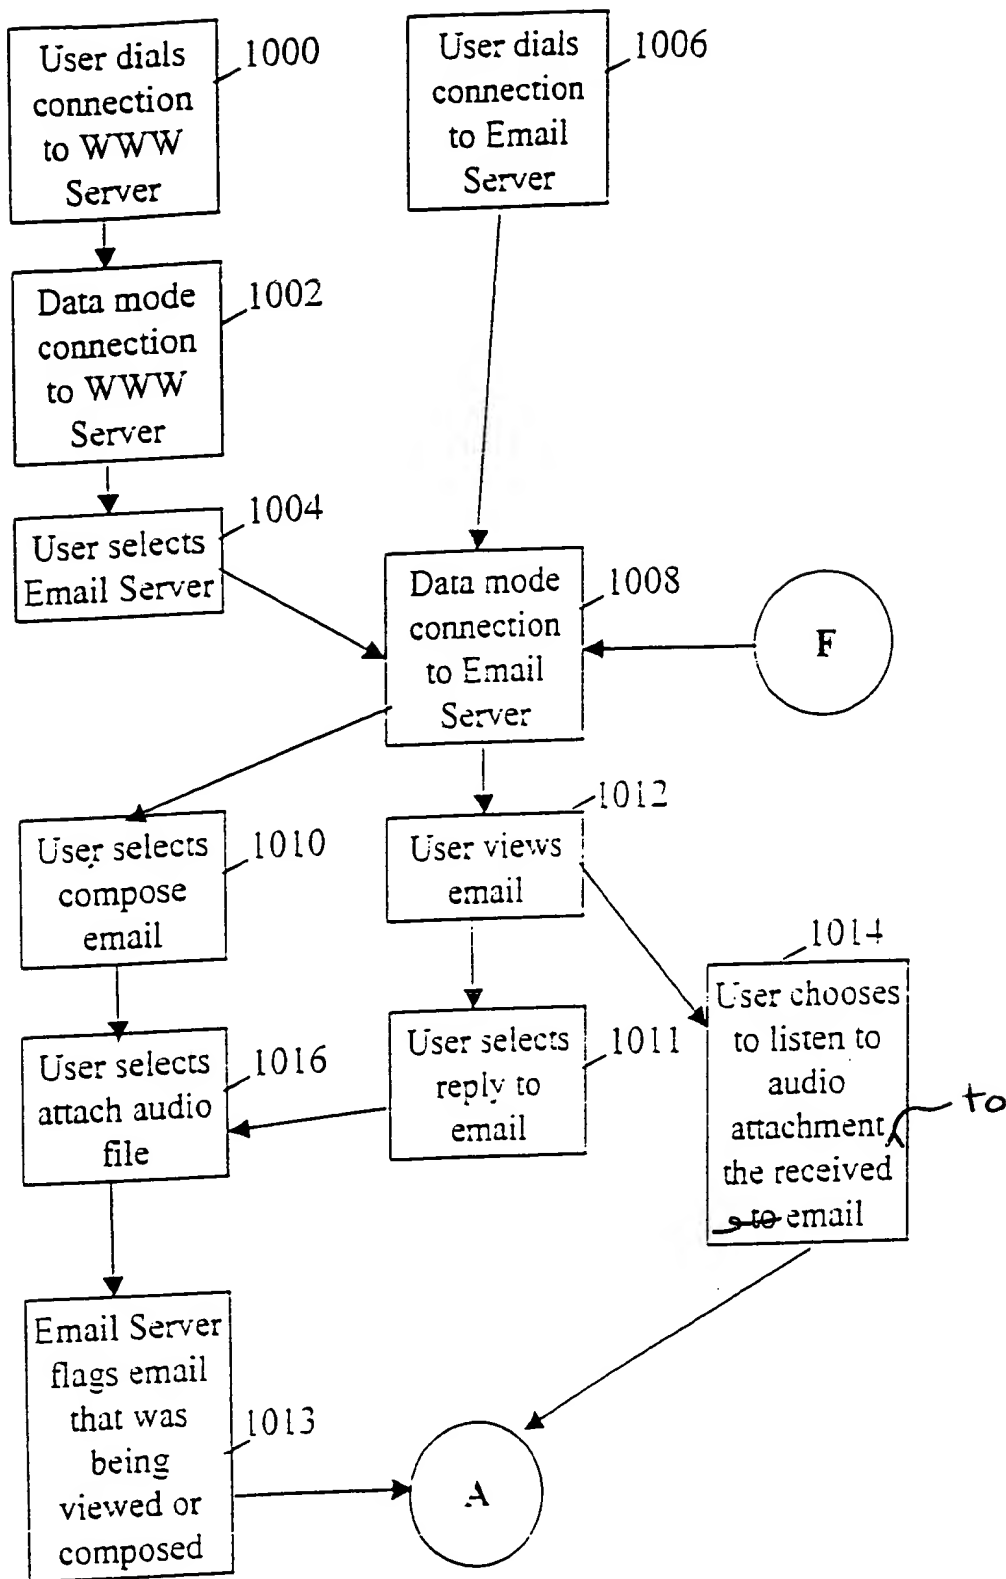 User dials
connection
to WWW
Server
1000
User dials
connection
to Email
Server
1006
Data mode
connection
to WWW
Server
1002
User selects
Email Server
1004
Data mode
connection
to Email
Server
1008
F
User selects
compose
email
1010
User views
email
1012
User chooses
to listen to
audio
attachment
the received
to email
1014
to
User selects
attach audio
file
1016
User selects
reply to
email
1011
Email Server
flags email
that was
being
viewed or
composed
1013
A